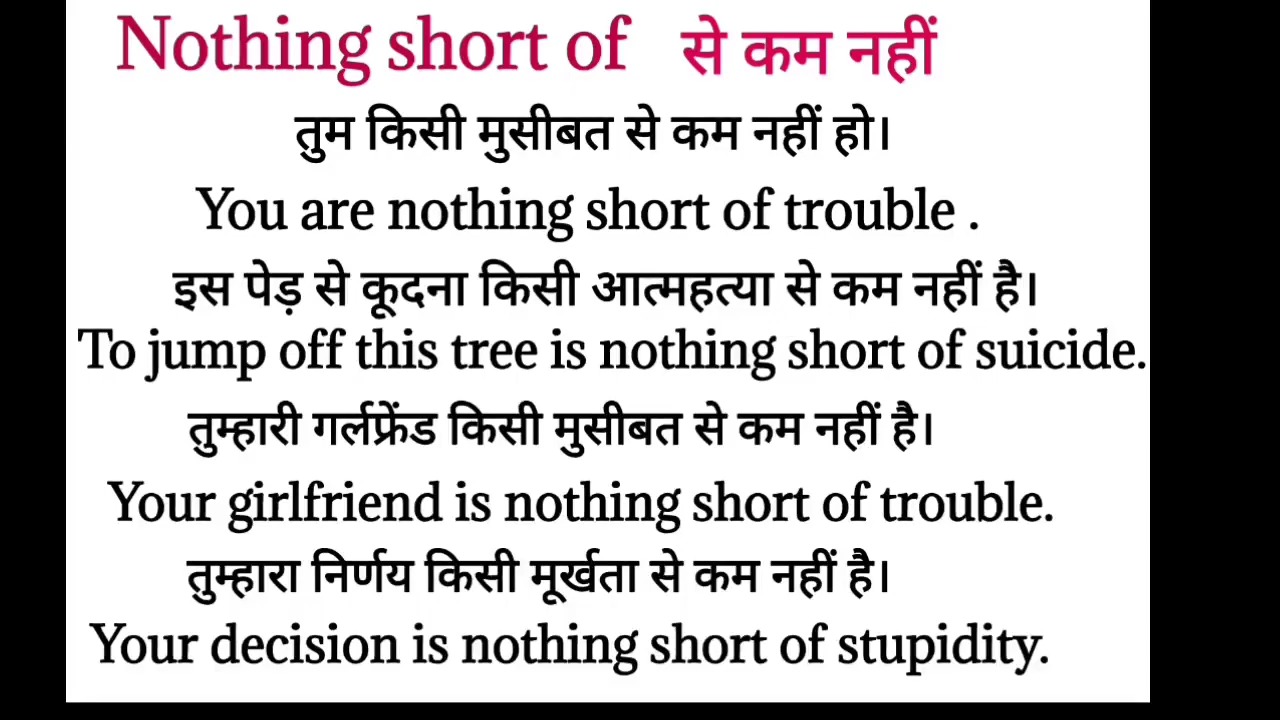 Nothing short of से कम नहीं
तुम किसी मुसीबत से कम नहीं हो।
You are nothing short of trouble .
इस पेड़ से कूदना किसी आत्महत्या से कम नहीं है।
To jump off this tree is nothing short of suicide.
तुम्हारी गर्लफ्रेंड किसी मुसीबत से कम नहीं है।
Your girlfriend is nothing short of trouble.
तुम्हारा निर्णय किसी मूर्खता से कम नहीं है।
Your decision is nothing short of stupidity.